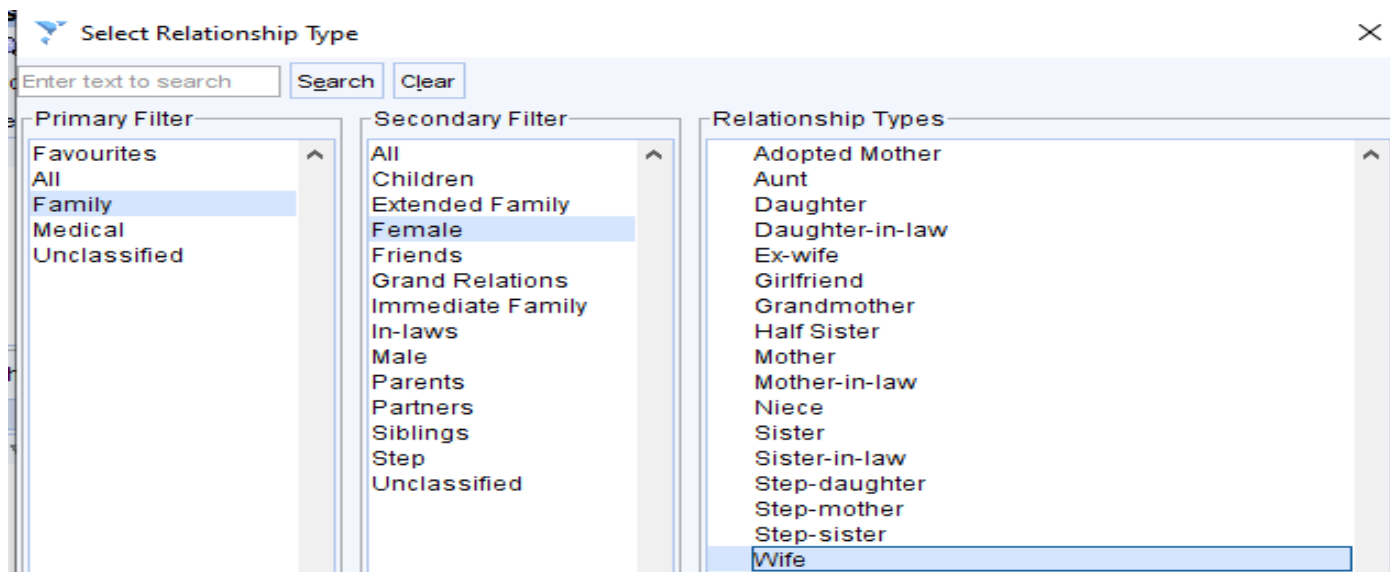 Select Relationship Type
Enter text to search Search Clear
Primary Filter
Favourites
All
Family
Medical
Unclassified
Secondary Filter
All
Children
Extended Family
Female
Friends
Grand Relations
Immediate Family
In-laws
Male
Parents
Partners
Siblings
Step
Unclassified
Relationship Types
Adopted Mother
Aunt
Daughter
Daughter-in-law
Ex-wife
Girlfriend
Grandmother
Half Sister
Mother
Mother-in-law
Niece
Sister
Sister-in-law
Step-daughter
Step-mother
Step-sister
Wife